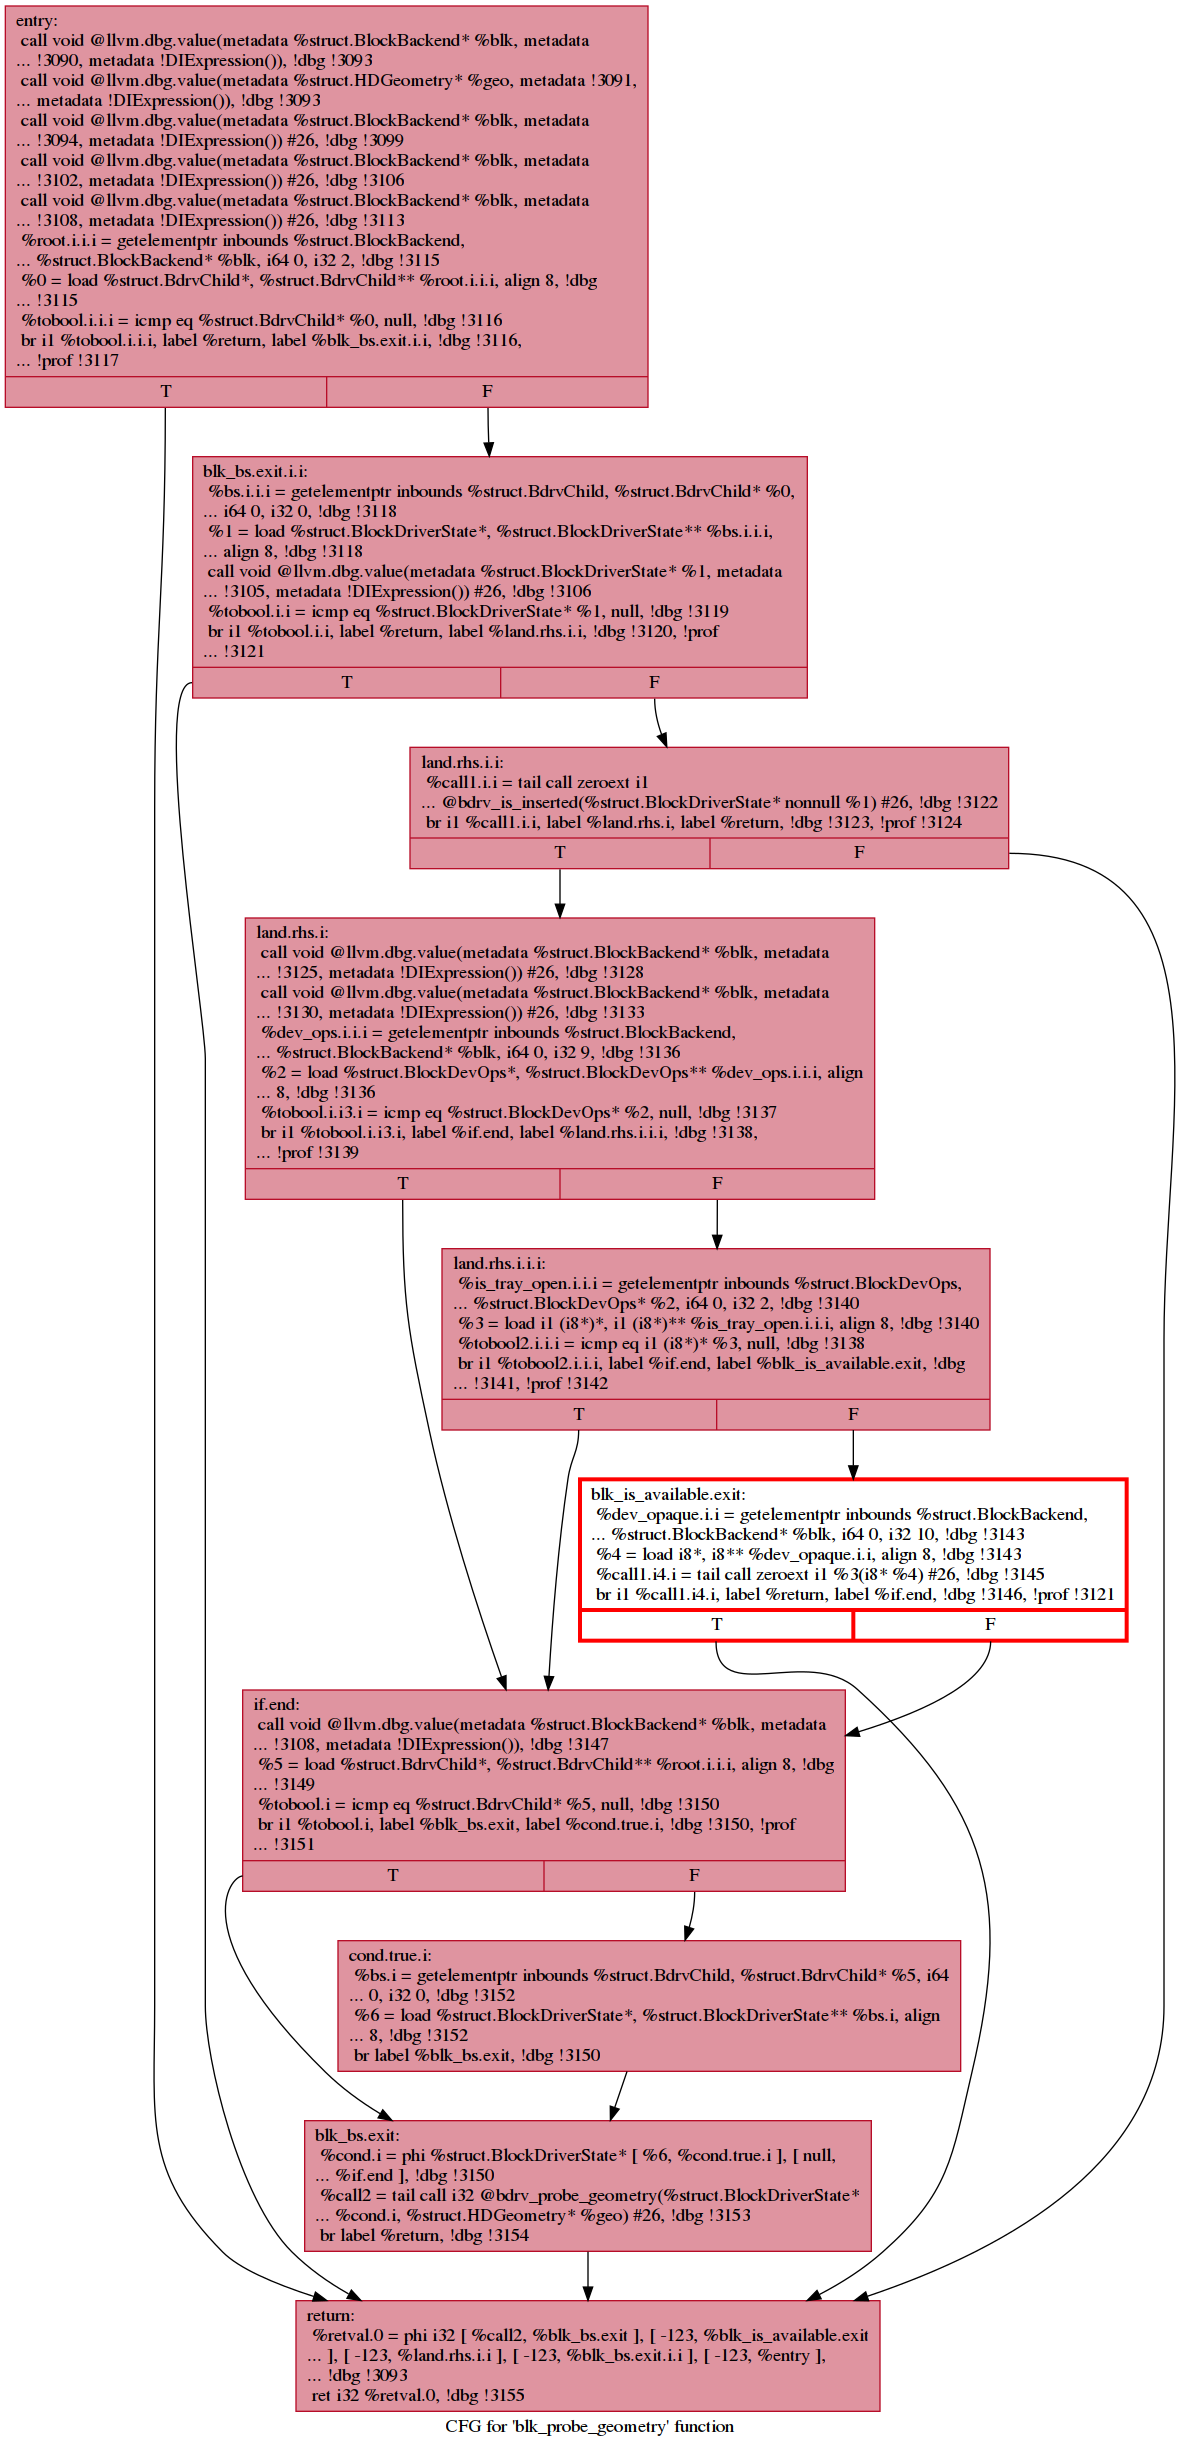 entry:
call void @llvm.dbg.value(metadata %struct.BlockBackend* %blk, metadata
... !3090, metadata !DIExpression()), !dbg !3093
call void @llvm.dbg.value(metadata %struct.HDGeometry* %geo, metadata !3091,
... metadata !DIExpression()), !dbg !3093
call void @llvm.dbg.value(metadata %struct.BlockBackend* %blk, metadata
... !3094, metadata !DIExpression()) #26, !dbg !3099
call void @llvm.dbg.value(metadata %struct.BlockBackend* %blk, metadata
... !3102, metadata !DIExpression()) #26, !dbg !3106
call void @llvm.dbg.value(metadata %struct.BlockBackend* %blk, metadata
... !3108, metadata !DIExpression()) #26, !dbg !3113
%root.i.i.i = getelementptr inbounds %struct.BlockBackend,
... %struct.BlockBackend* %blk, i64 0, i32 2, !dbg !3115
%0 = load %struct.BdrvChild*, %struct.BdrvChild** %root.i.i.i, align 8, !dbg
... !3115
%tobool.i.i.i = icmp eq %struct.BdrvChild* %0, null, !dbg !3116
br i1 %tobool.i.i.i, label %return, label %blk_bs.exit.i.i, !dbg !3116,
... !prof !3117
T F
blk_bs.exit.i.i:
%bs.i.i.i = getelementptr inbounds %struct.BdrvChild, %struct.BdrvChild* %0,
... i64 0, i32 0, !dbg !3118
%1 = load %struct.BlockDriverState*, %struct.BlockDriverState** %bs.i.i.i,
... align 8, !dbg !3118
call void @llvm.dbg.value(metadata %struct.BlockDriverState* %1, metadata
... !3105, metadata !DIExpression()) #26, !dbg !3106
%tobool.i.i = icmp eq %struct.BlockDriverState* %1, null, !dbg !3119
br i1 %tobool.i.i, label %return, label %land.rhs.i.i, !dbg !3120, !prof
... !3121
T F
land.rhs.i.i:
%call1.i.i = tail call zeroext i1
... @bdrv_is_inserted(%struct.BlockDriverState* nonnull %1) #26, !dbg !3122
br i1 %call1.i.i, label %land.rhs.i, label %return, !dbg !3123, !prof !3124
T F
land.rhs.i:
call void @llvm.dbg.value(metadata %struct.BlockBackend* %blk, metadata
... !3125, metadata !DIExpression()) #26, !dbg !3128
call void @llvm.dbg.value(metadata %struct.BlockBackend* %blk, metadata
... !3130, metadata !DIExpression()) #26, !dbg !3133
%dev_ops.i.i.i = getelementptr inbounds %struct.BlockBackend,
... %struct.BlockBackend* %blk, i64 0, i32 9, !dbg !3136
%2 = load %struct.BlockDevOps*, %struct.BlockDevOps** %dev_ops.i.i.i, align
... 8, !dbg !3136
%tobool.i.i3.i = icmp eq %struct.BlockDevOps* %2, null, !dbg !3137
br i1 %tobool.i.i3.i, label %if.end, label %land.rhs.i.i.i, !dbg !3138,
... !prof !3139
T F
land.rhs.i.i.i:
%is_tray_open.i.i.i = getelementptr inbounds %struct.BlockDevOps,
... %struct.BlockDevOps* %2, i64 0, i32 2, !dbg !3140
%3 = load i1 (i8*)*, i1 (i8*)** %is_tray_open.i.i.i, align 8, !dbg !3140
%tobool2.i.i.i = icmp eq i1 (i8*)* %3, null, !dbg !3138
br i1 %tobool2.i.i.i, label %if.end, label %blk_is_available.exit, !dbg
... !3141, !prof !3142
T F
blk_is_available.exit:
%dev_opaque.i.i = getelementptr inbounds %struct.BlockBackend,
... %struct.BlockBackend* %blk, i64 0, i32 10, !dbg !3143
%4 = load i8*, i8** %dev_opaque.i.i, align 8, !dbg !3143
%call1.i4.i = tail call zeroext i1 %3(i8* %4) #26, !dbg !3145
br i1 %call1.i4.i, label %return, label %if.end, !dbg !3146, !prof !3121
T F
if.end:
call void @llvm.dbg.value(metadata %struct.BlockBackend* %blk, metadata
... !3108, metadata !DIExpression()), !dbg !3147
%5 = load %struct.BdrvChild*, %struct.BdrvChild** %root.i.i.i, align 8, !dbg
... !3149
%tobool.i = icmp eq %struct.BdrvChild* %5, null, !dbg !3150
br i1 %tobool.i, label %blk_bs.exit, label %cond.true.i, !dbg !3150, !prof
... !3151
T F
cond.true.i:
%bs.i = getelementptr inbounds %struct.BdrvChild, %struct.BdrvChild* %5, i64
... 0, i32 0, !dbg !3152
%6 = load %struct.BlockDriverState*, %struct.BlockDriverState** %bs.i, align
... 8, !dbg !3152
br label %blk_bs.exit, !dbg !3150
blk_bs.exit:
%cond.i = phi %struct.BlockDriverState* [ %6, %cond.true.i ], [ null,
... %if.end ], !dbg !3150
%call2 = tail call i32 @bdrv_probe_geometry(%struct.BlockDriverState*
... %cond.i, %struct.HDGeometry* %geo) #26, !dbg !3153
br label %return, !dbg !3154
return:
%retval.0 = phi i32 [ %call2, %blk_bs.exit ], [ -123, %blk_is_available.exit
... ], [ -123, %land.rhs.i.i ], [ -123, %blk_bs.exit.i.i ], [ -123, %entry ],
... !dbg !3093
ret i32 %retval.0, !dbg !3155
CFG for 'blk_probe_geometry' function